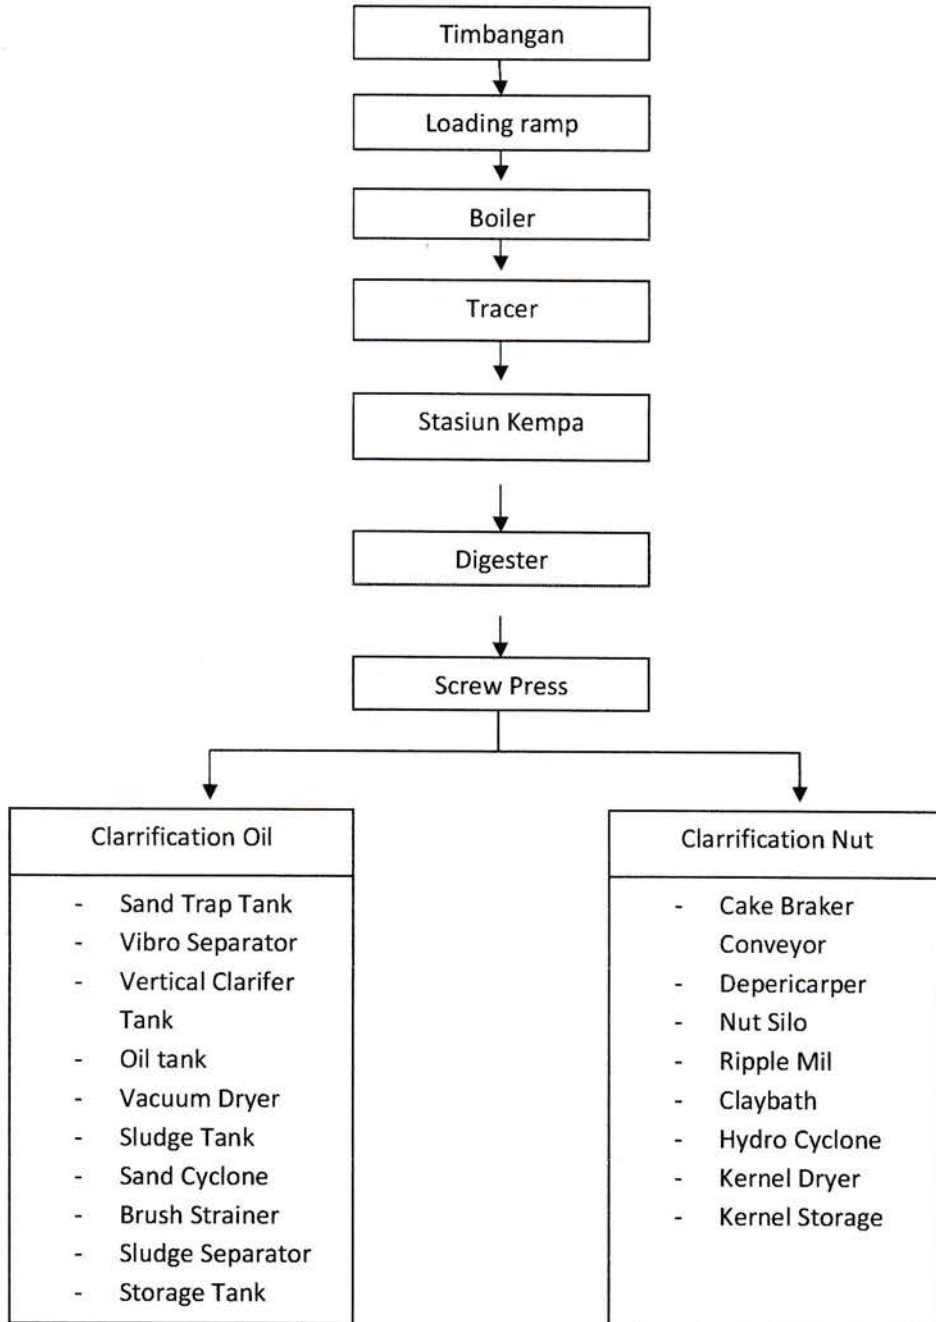 Timbangan
Loading ramp
Boiler
Tracer
Stasiun Kempa
Digester
Screw Press
Clarrification Oil
- Sand Trap Tank
- Vibro Separator
- Vertical Clarifer
Tank
- Oil tank
- Vacuum Dryer
- Sludge Tank
- Sand Cyclone
- Brush Strainer
- Sludge Separator
- Storage Tank
Clarrification Nut
- Cake Braker
Conveyor
- Depericarper
- Nut Silo
- Ripple Mil
- Claybath
- Hydro Cyclone
- Kernel Dryer
- Kernel Storage